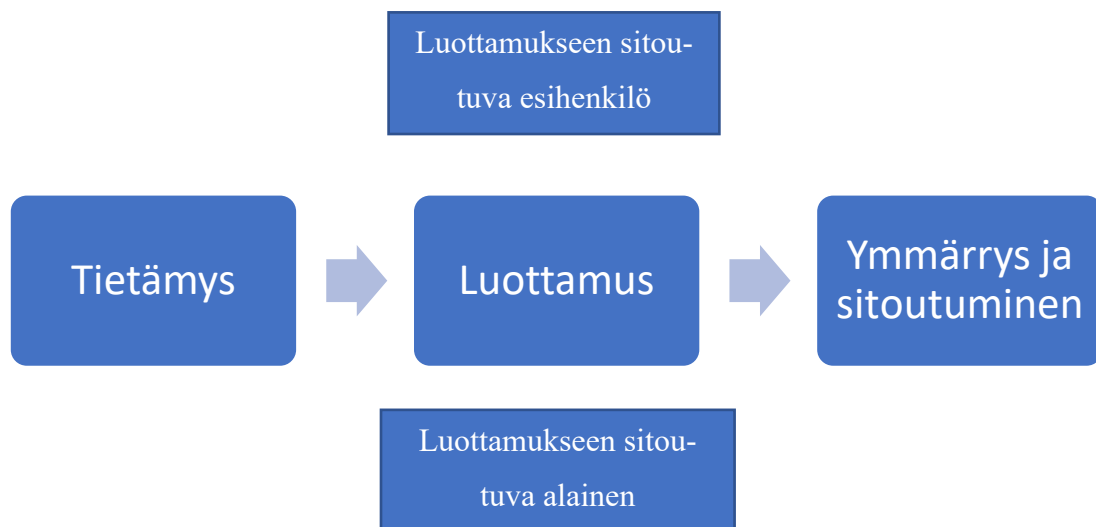 Luottamukseen sitou-
tuva esihenkilö
Tietämys
Luottamus
Ymmärrys ja
sitoutuminen
Luottamukseen sitou-
tuva alainen